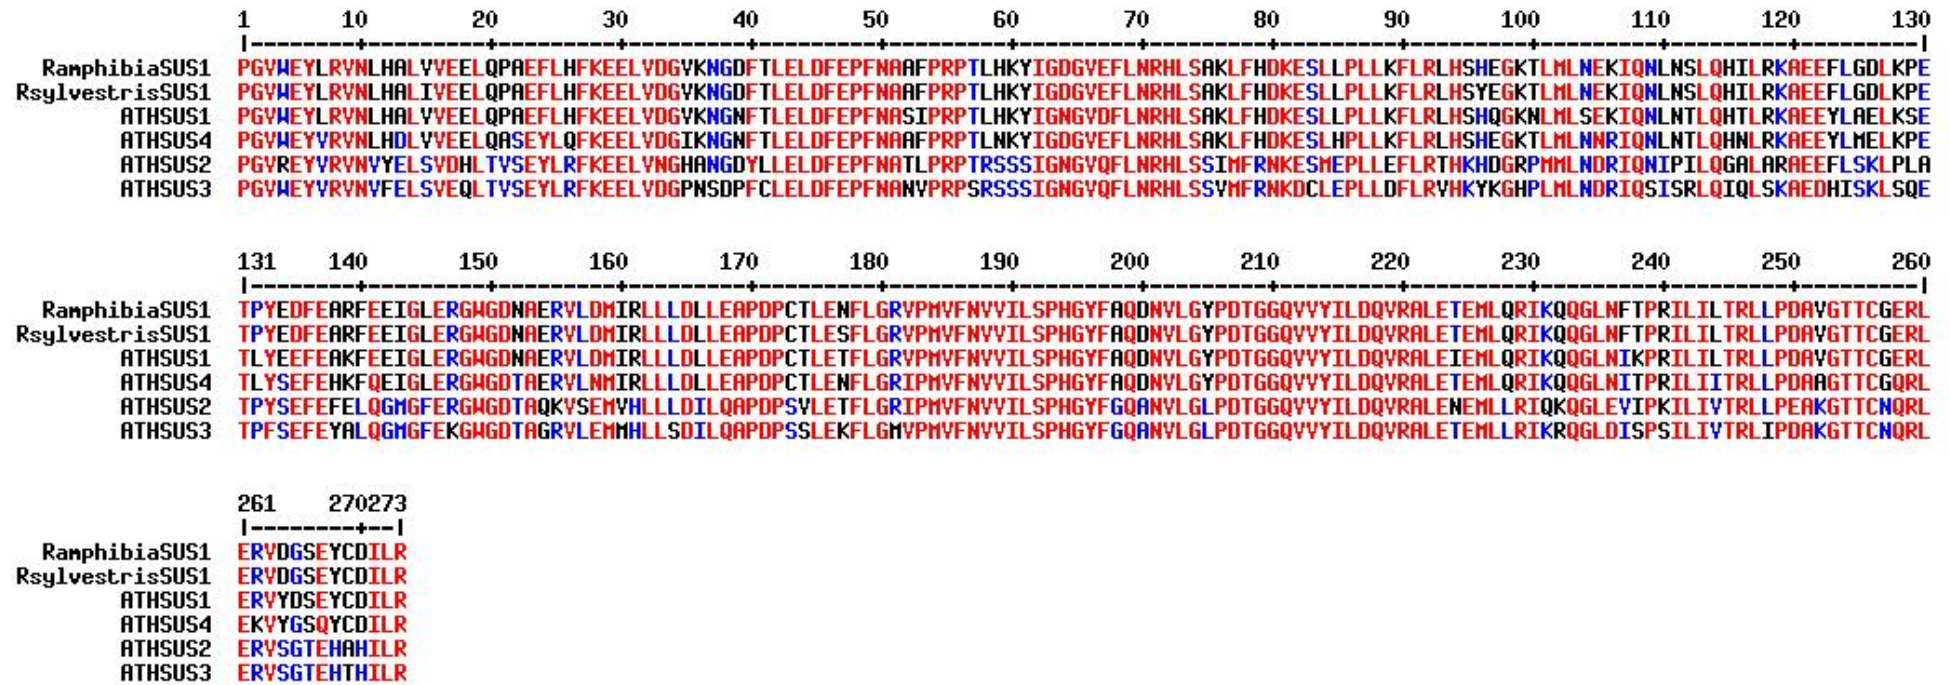 1 10 20 30 40 50 60 70 80 90 100 110 120 130
|--------+---------+---------+---------+---------+---------+---------+---------+---------+---------+---------+---------+---------|
RamphibiaSUS1 PGVWEYLRVNLHALVVEELQPAEFLHFKEELVDGVKNGDFTLELDFEPFNAAFPRPTLHKYIGDGVEFLNRHLSAKLFHDKESLLPLLKFLRLHSHEGKTLMLNEKIQNLNSLQHILRKAEEFLGDLKPE
RsylvestrisSUS1 PGVWEYLRVNLHALIVEELQPAEFLHFKEELVDGVKNGDFTLELDFEPFNAAFPRPTLHKYIGDGVEFLNRHLSAKLFHDKESLLPLLKFLRLHSYEGKTLMLNEKIQNLNSLQHILRKAEEFLGDLKPE
ATHSUS1 PGVWEYLRVNLHALVVEELQPAEFLHFKEELVDGVKNGNFTLELDFEPFNASIPRPTLHKYIGNGVDFLNRHLSAKLFHDKESLLPLLKFLRLHSHQGKNLMLSEKIQNLNTLQHTLRKAEEYLAELKSE
ATHSUS4 PGVWEYVRVNLHDLVVEELQASEYLQFKEELVDGIKNGNFTLELDFEPFNAAFPRPTLNKYIGDGVEFLNRHLSAKLFHDKESLHPLLKFLRLHSHEGKTLMLNNRIQNLNTLQHNLRKAEEYLMELKPE
ATHSUS2 PGVREYVRVNVYELSVDHLTVSEYLRFKEELVNGHANGDYLLELDFEPFNATLPRPTRSSSIGNGVQFLNRHLSSIMFRNKESMEPLLEFLRTHKHDGRPMMLNDRIQNIPILQGALARAEEFLSKLPLA
ATHSUS3 PGVWEYVRVNVFELSVEQLTVSEYLRFKEELVDGPNSDPFCLELDFEPFNANVPRPSRSSSIGNGVQFLNRHLSSVMFRNKDCLEPLLDFLRVHKYKGHPLMLNDRIQSISRLQIQLSKAEDHISKLSQE
131 140 150 160 170 180 190 200 210 220 230 240 250 260
|--------+---------+---------+---------+---------+---------+---------+---------+---------+---------+---------+---------+---------|
RamphibiaSUS1 TPYEDFEARFEEIGLERGWGDNAERVLDMIRLLLDLLEAPDPCTLENFLGRVPMVFNVVILSPHGYFAQDNVLGYPDTGGQVVYILDQVRALETEMLQRIKQQGLNFTPRILILTRLLPDAVGTTCGERL
RsylvestrisSUS1 TPYEDFEARFEEIGLERGWGDNAERVLDMIRLLLDLLEAPDPCTLESFLGRVPMVFNVVILSPHGYFAQDNVLGYPDTGGQVVYILDQVRALETEMLQRIKQQGLNFTPRILILTRLLPDAVGTTCGERL
ATHSUS1 TLYEEFEAKFEEIGLERGWGDNAERVLDMIRLLLDLLEAPDPCTLETFLGRVPMVFNVVILSPHGYFAQDNVLGYPDTGGQVVYILDQVRALEIEMLQRIKQQGLNIKPRILILTRLLPDAVGTTCGERL
ATHSUS4 TLYSEFEHKFQEIGLERGWGDTAERVLNMIRLLLDLLEAPDPCTLENFLGRIPMVFNVVILSPHGYFAQDNVLGYPDTGGQVVYILDQVRALETEMLQRIKQQGLNITPRILIITRLLPDAAGTTCGQRL
ATHSUS2 TPYSEFEFELQGMGFERGWGDTAQKVSEMVHLLLDILQAPDPSVLETFLGRIPMVFNVVILSPHGYFGQANVLGLPDTGGQVVYILDQVRALENEMLLRIQKQGLEVIPKILIVTRLLPEAKGTTCNQRL
ATHSUS3 TPFSEFEYALQGMGFEKGWGDTAGRVLEMMHLLSDILQAPDPSSLEKFLGMVPMVFNVVILSPHGYFGQANVLGLPDTGGQVVYILDQVRALETEMLLRIKRQGLDISPSILIVTRLIPDAKGTTCNQRL
261 270273
|--------+--|
RamphibiaSUS1 ERVDGSEYCDILR
RsylvestrisSUS1 ERVDGSEYCDILR
ATHSUS1 ERVYDSEYCDILR
ATHSUS4 EKVYGSQYCDILR
ATHSUS2 ERVSGTEHAHILR
ATHSUS3 ERVSGTEHTHILR